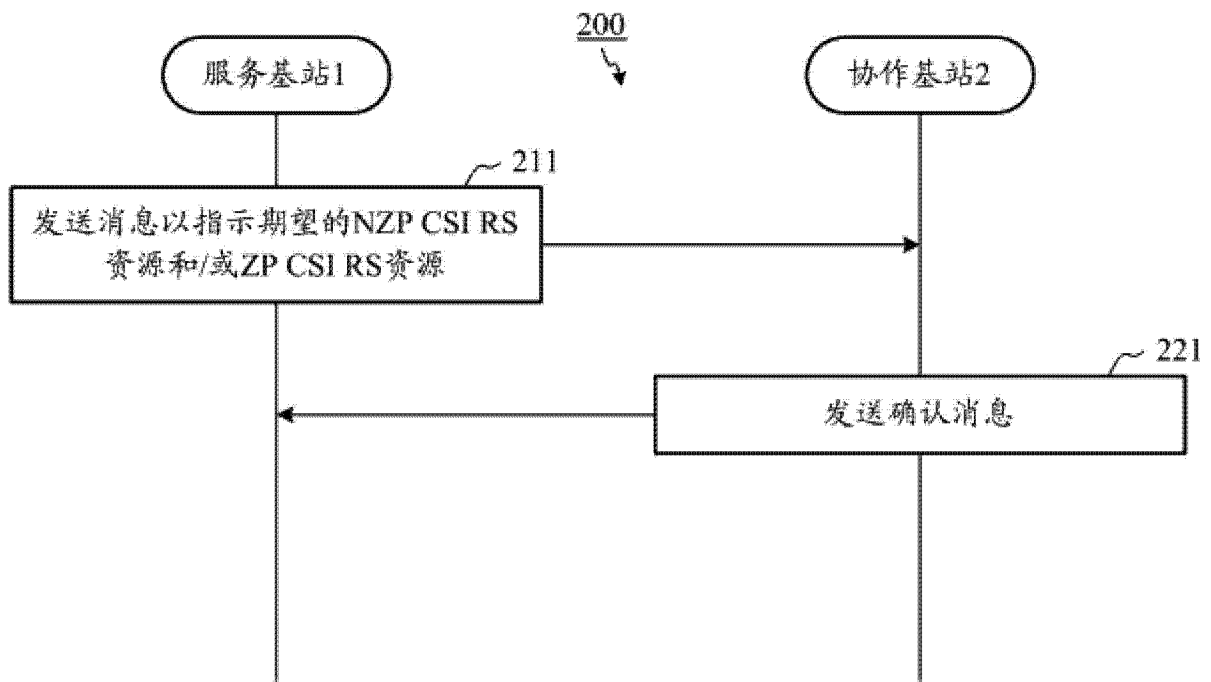 200
服务基站1
协作基站2
211
发送消息以指示期望的NZP CSI RS
资源和/或ZP CSI RS资源
221
发送确认消息